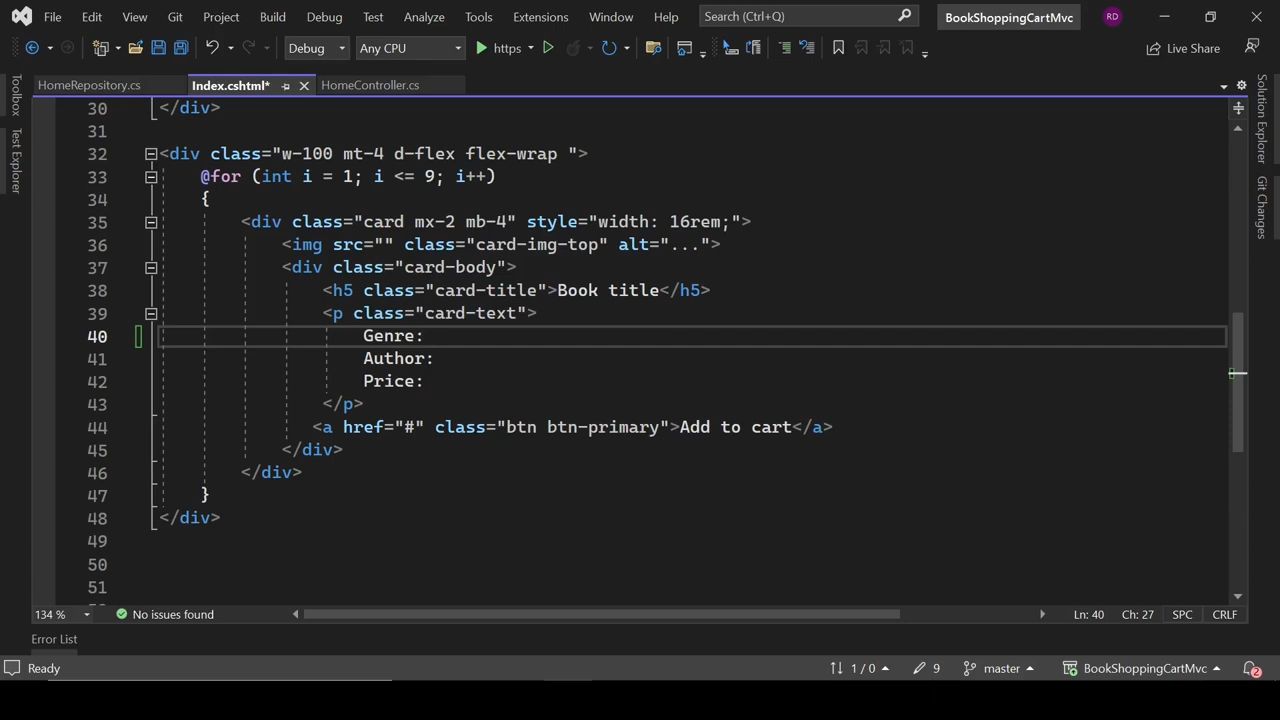 File Edit View Git Project Build Debug Test Analyze Tools Extensions Window Help Search (Ctrl+Q) BookShoppingCartMvc RD
Debug Any CPU https Live Share
HomeRepository.cs Index.cshtml* HomeController.cs
Toolbox
Test Explorer
Solution Explorer
Git Changes
30 </div>
31
32 <div class="w-100 mt-4 d-flex flex-wrap ">
33 @for (int i = 1; i <= 9; i++)
34 {
35 <div class="card mx-2 mb-4" style="width: 16rem;">
36 <img src="" class="card-img-top" alt="...">
37 <div class="card-body">
38 <h5 class="card-title">Book title</h5>
39 <p class="card-text">
40 Genre:
41 Author:
42 Price:
43 </p>
44 <a href="#" class="btn btn-primary">Add to cart</a>
45 </div>
46 </div>
47 }
48 </div>
49
50
51
134 % No issues found Ln: 40 Ch: 27 SPC CRLF
Error List
Ready 1 / 0 9 master BookShoppingCartMvc 2